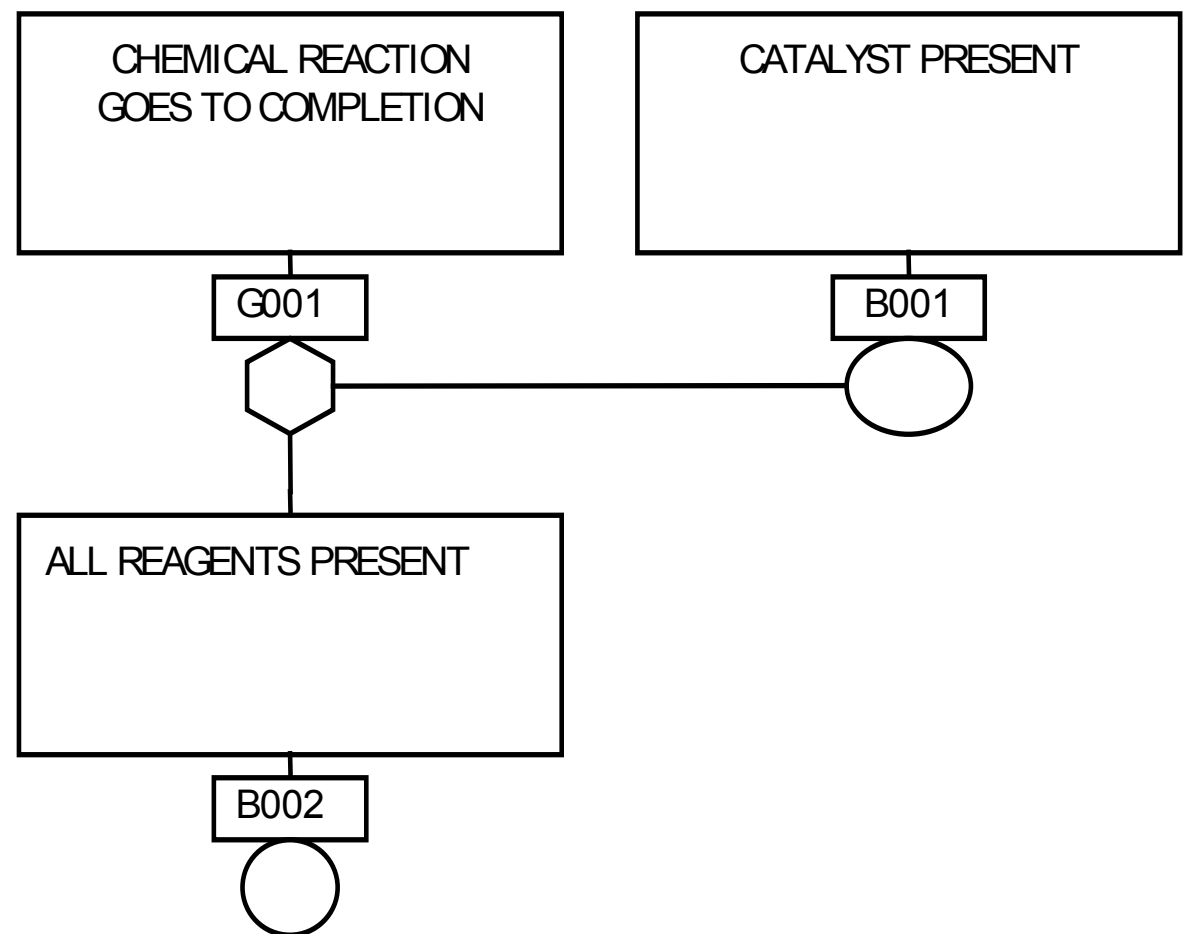 CHEMICAL REACTION
GOES TO COMPLETION
CATALYST PRESENT
G001
B001
ALL REAGENTS PRESENT
B002